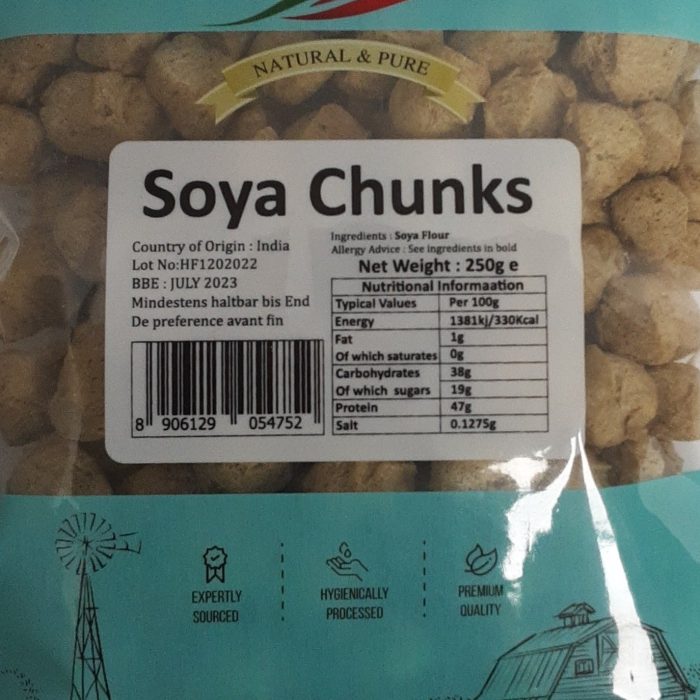 NATURAL & PURE
Soya Chunks
Country of Origin : India
Lot No:HF1202022
BBE : JULY 2023
Mindestens haltbar bis End
De preference avant fin
8 906129 054752
Ingredients : Soya Flour
Allergy Advice : See ingredients in bold
Net Weight : 250g e
Nutritional Informaation
Typical Values Per 100g
Energy 1381kj/330Kcal
Fat 1g
Of which saturates 0g
Carbohydrates 38g
Of which sugars 19g
Protein 47g
Salt 0.1275g
EXPERTLY
SOURCED
HYGIENICALLY
PROCESSED
PREMIUM
QUALITY